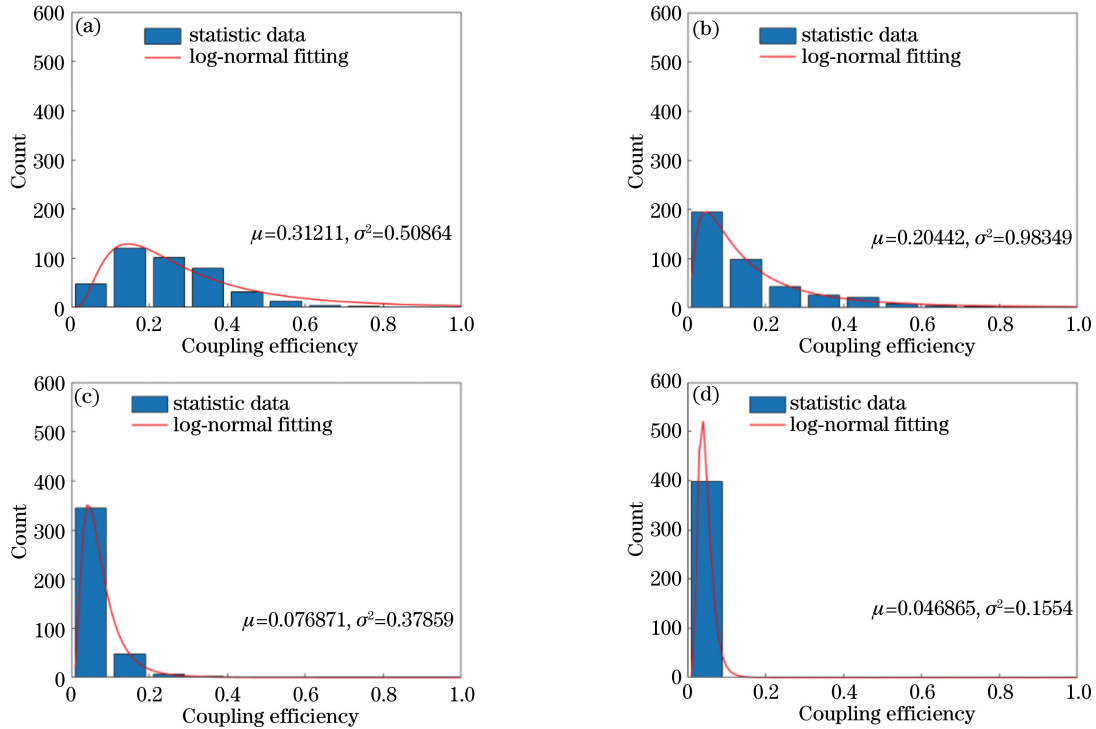 (a)
600
500
400
300
200
100
0
Count
statistic data
log-normal fitting
μ=0.31211, σ²=0.50864
0 0.2 0.4 0.6 0.8 1.0
Coupling efficiency
(b)
600
500
400
300
200
100
0
Count
statistic data
log-normal fitting
μ=0.20442, σ²=0.98349
0 0.2 0.4 0.6 0.8 1.0
Coupling efficiency
(c)
600
500
400
300
200
100
0
Count
statistic data
log-normal fitting
μ=0.076871, σ²=0.37859
0 0.2 0.4 0.6 0.8 1.0
Coupling efficiency
(d)
600
500
400
300
200
100
0
Count
statistic data
log-normal fitting
μ=0.046865, σ²=0.1554
0 0.2 0.4 0.6 0.8 1.0
Coupling efficiency